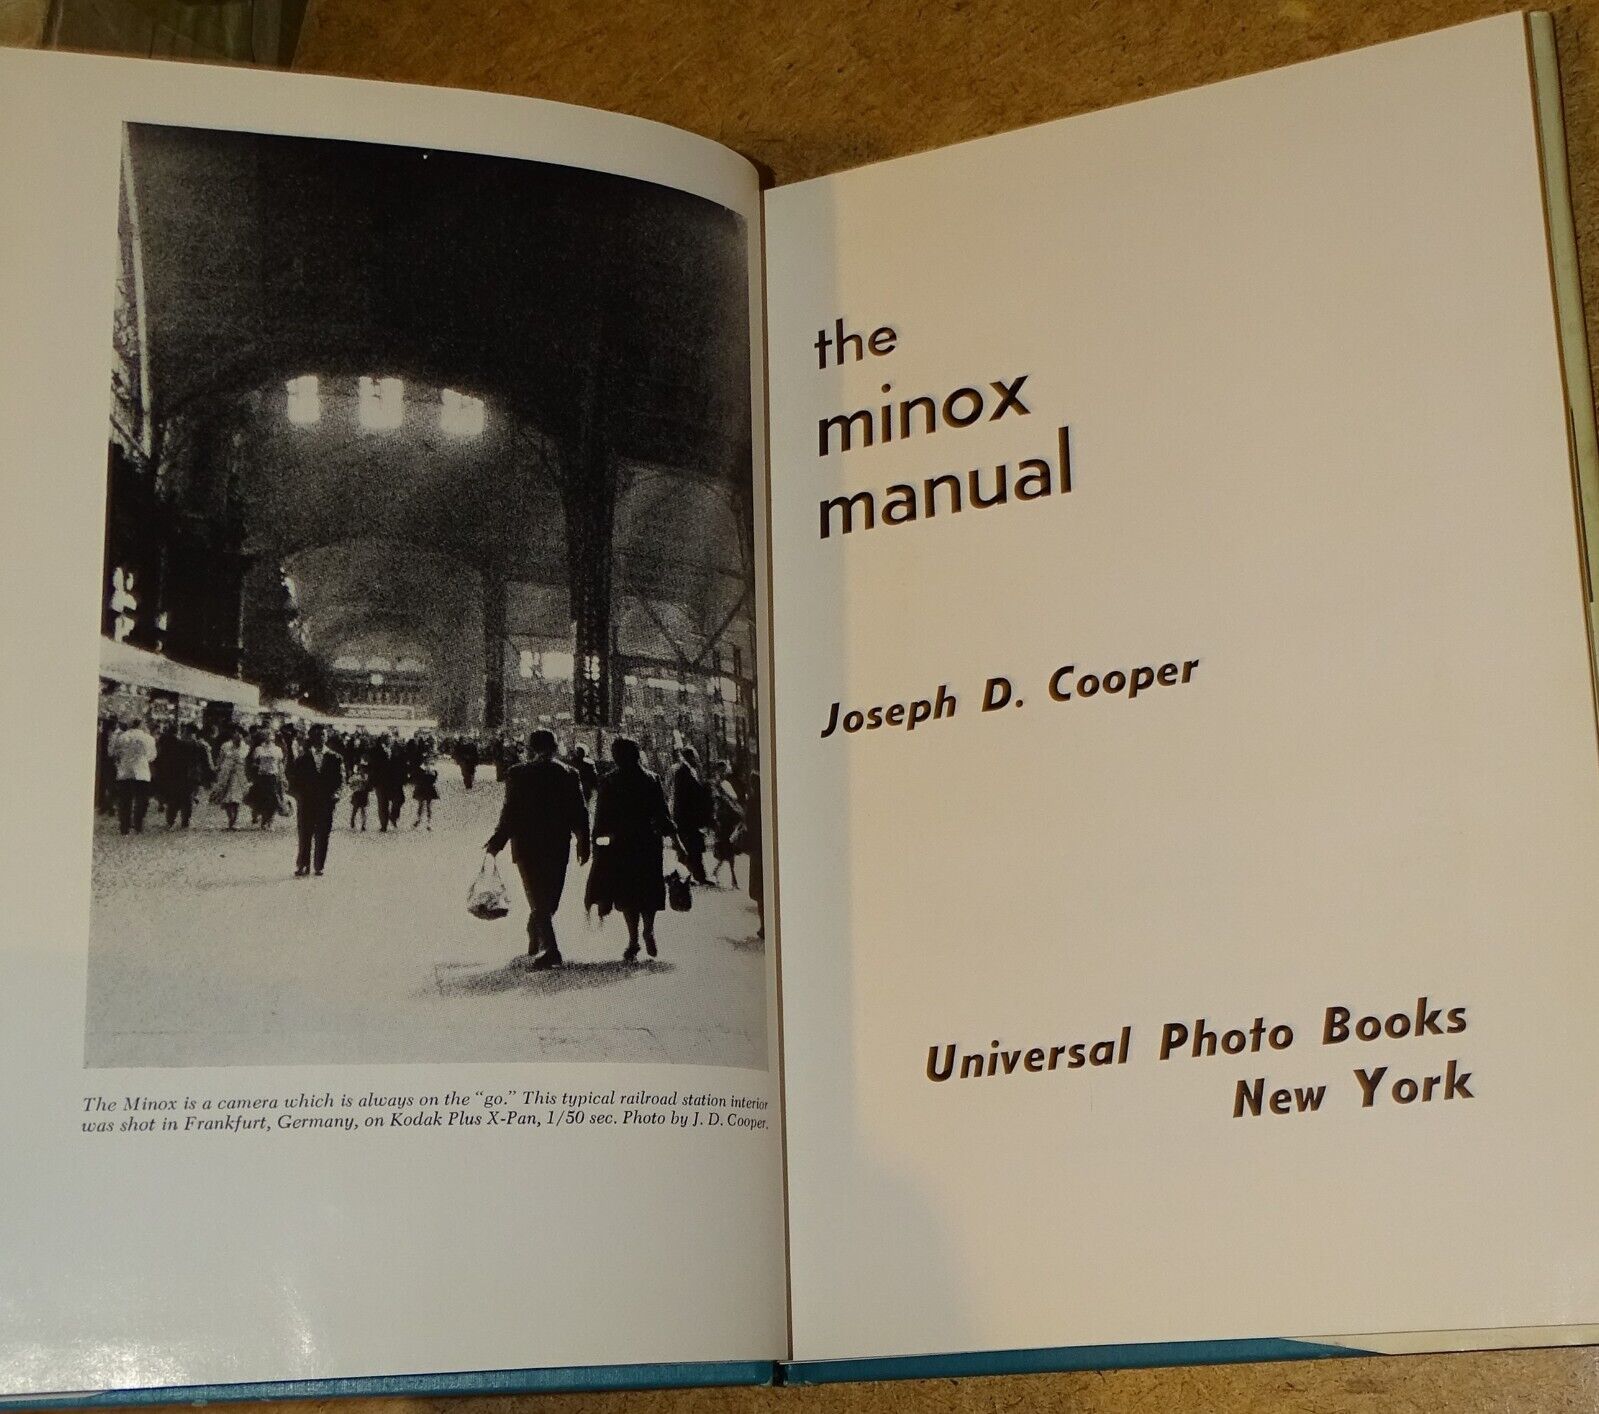 The Minox is a camera which is always on the "go." This typical railroad station interior
was shot in Frankfurt, Germany, on Kodak Plus X-Pan, 1/50 sec. Photo by J. D. Cooper.
the
minox
manual
Joseph D. Cooper
Universal Photo Books
New York